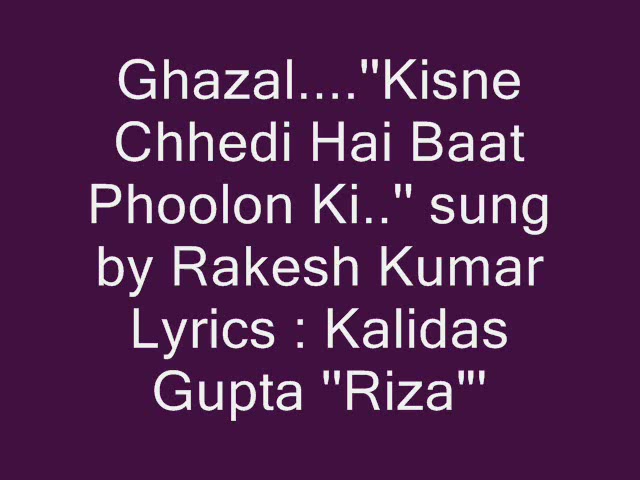 Ghazal...."Kisne
Chhedi Hai Baat
Phoolon Ki.." sung
by Rakesh Kumar
Lyrics : Kalidas
Gupta "Riza"'